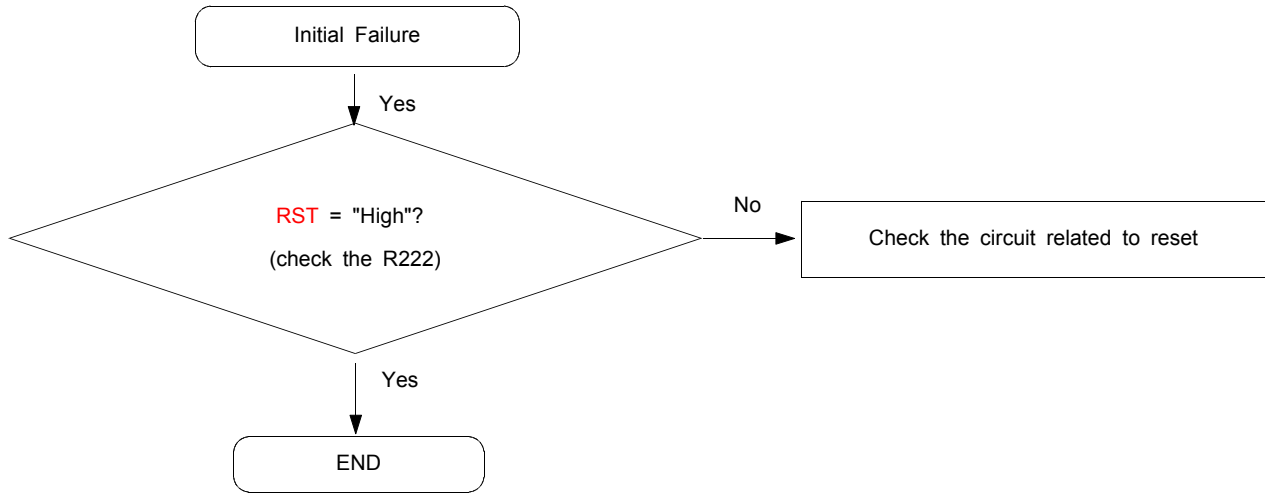 Initial Failure
Yes
RST = "High"?
(check the R222)
No
Check the circuit related to reset
Yes
END